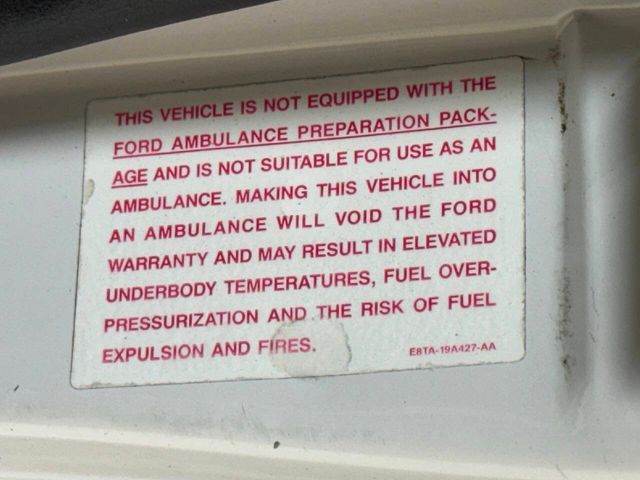 THIS VEHICLE IS NOT EQUIPPED WITH THE
FORD AMBULANCE PREPARATION PACK-
AGE AND IS NOT SUITABLE FOR USE AS AN
AMBULANCE. MAKING THIS VEHICLE INTO
AN AMBULANCE WILL VOID THE FORD
WARRANTY AND MAY RESULT IN ELEVATED
UNDERBODY TEMPERATURES, FUEL OVER-
PRESSURIZATION AND THE RISK OF FUEL
EXPULSION AND FIRES.
E8TA-19A427-AA